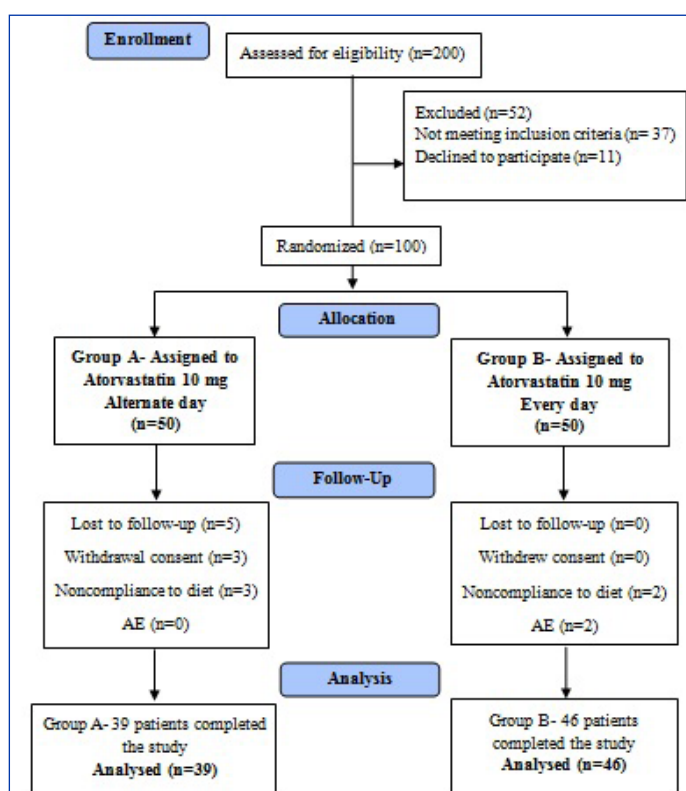 Enrollment
Assessed for eligibility (n=200)
Excluded (n=52)
Not meeting inclusion criteria (n= 37)
Declined to participate (n=11)
Randomized (n=100)
Allocation
Group A- Assigned to
Atorvastatin 10 mg
Alternate day
(n=50)
Group B- Assigned to
Atorvastatin 10 mg
Every day
(n=50)
Follow-Up
Lost to follow-up (n=5)
Withdrawal consent (n=3)
Noncompliance to diet (n=3)
AE (n=0)
Lost to follow-up (n=0)
Withdrew consent (n=0)
Noncompliance to diet (n=2)
AE (n=2)
Analysis
Group A- 39 patients completed
the study
Analysed (n=39)
Group B- 46 patients
completed the study
Analysed (n=46)